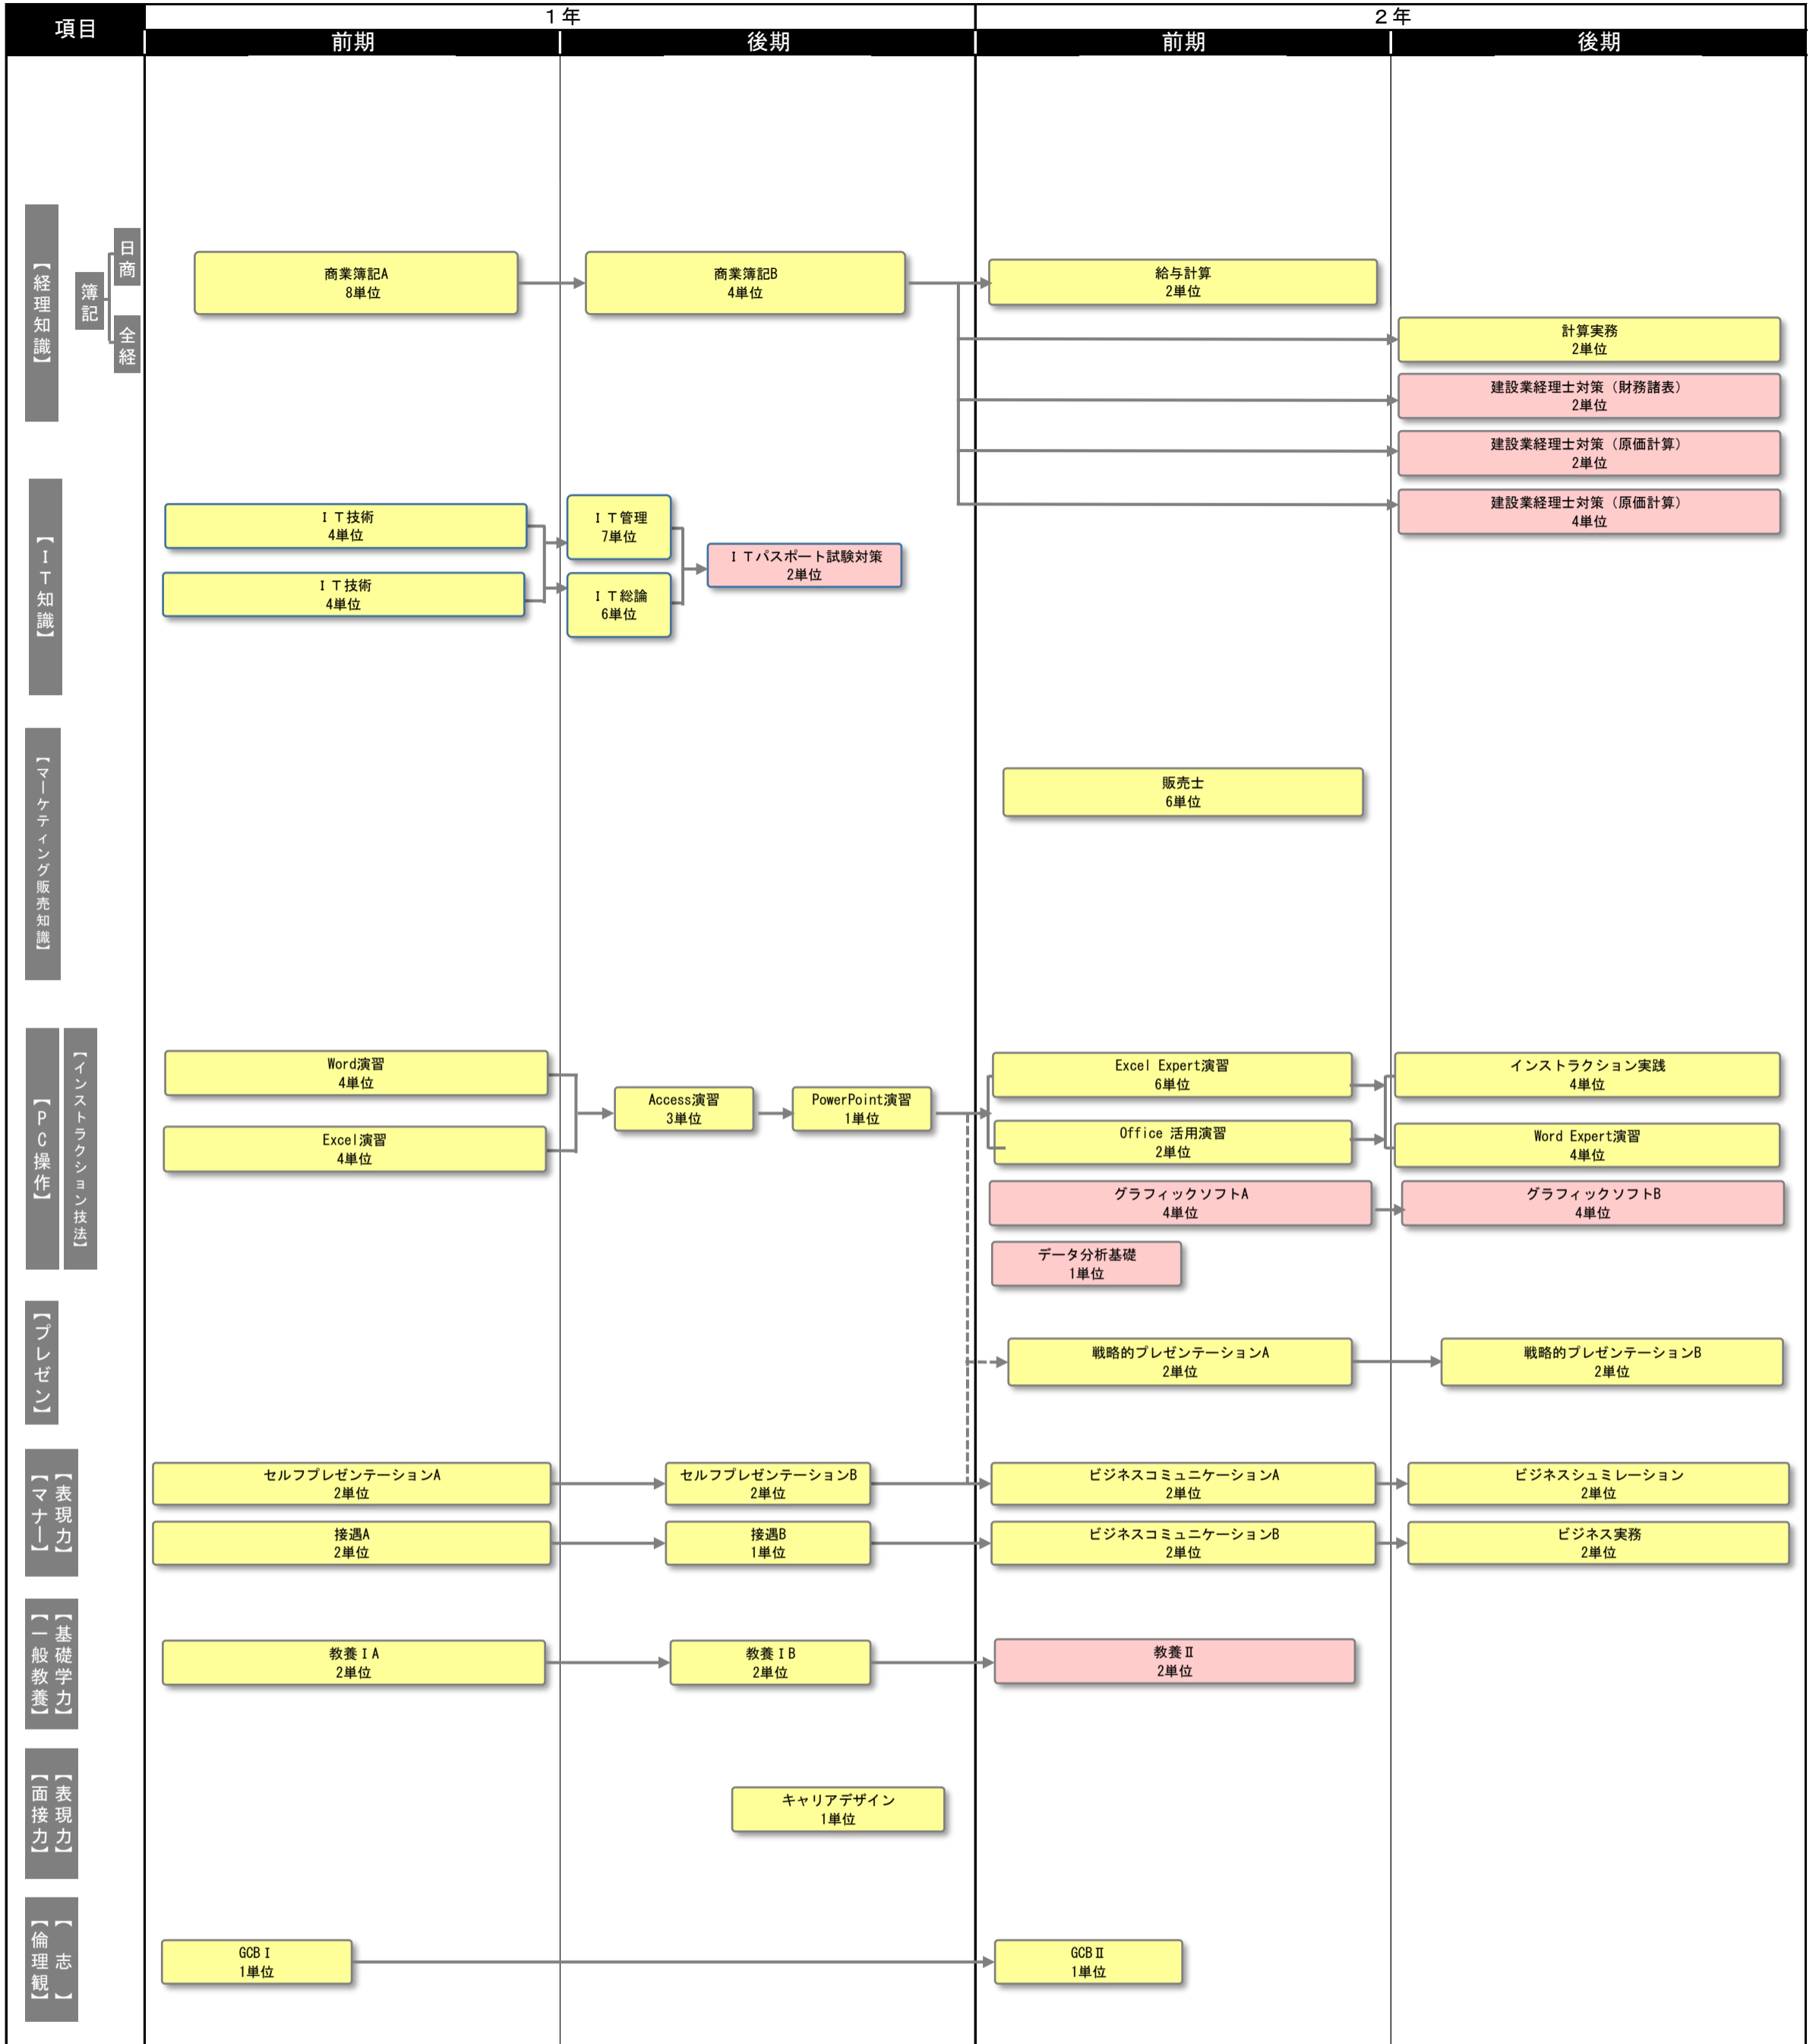 項目
１年
２年
前期
後期
前期
後期
【経理知識】
簿記
日商
全経
商業簿記A
8単位
商業簿記B
4単位
給与計算
2単位
計算実務
2単位
建設業経理士対策（財務諸表）
2単位
建設業経理士対策（原価計算）
2単位
建設業経理士対策（原価計算）
4単位
【ＩＴ知識】
ＩＴ技術
4単位
ＩＴ技術
4単位
ＩＴ管理
7単位
ＩＴ総論
6単位
ＩＴパスポート試験対策
2単位
【マーケティング販売知識】
販売士
6単位
【ＰＣ操作】
【インストラクション技法】
Word演習
4単位
Excel演習
4単位
Access演習
3単位
PowerPoint演習
1単位
Excel Expert演習
6単位
Office 活用演習
2単位
インストラクション実践
4単位
Word Expert演習
4単位
グラフィックソフトA
4単位
グラフィックソフトB
4単位
データ分析基礎
1単位
【プレゼン】
戦略的プレゼンテーションA
2単位
戦略的プレゼンテーションB
2単位
【表現力】
【マナー】
セルフプレゼンテーションA
2単位
セルフプレゼンテーションB
2単位
ビジネスコミュニケーションA
2単位
ビジネスシュミレーション
2単位
接遇A
2単位
接遇B
1単位
ビジネスコミュニケーションB
2単位
ビジネス実務
2単位
【基礎学力】
【一般教養】
教養ⅠA
2単位
教養ⅠB
2単位
教養Ⅱ
2単位
【表現力】
【面接力】
キャリアデザイン
1単位
【志】
【倫理観】
GCBⅠ
1単位
GCBⅡ
1単位